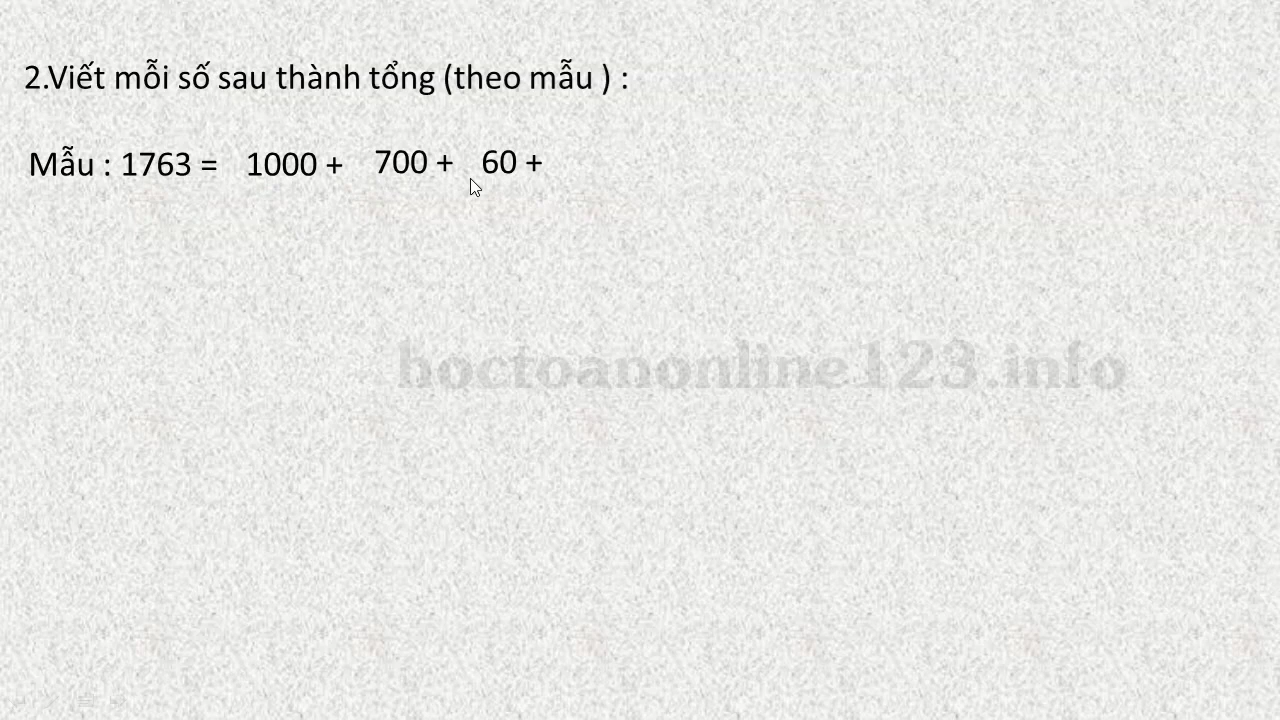 2.Viết mỗi số sau thành tổng (theo mẫu ) :
Mẫu : 1763 = 1000 + 700 + 60 +
hoctoanonline123.info